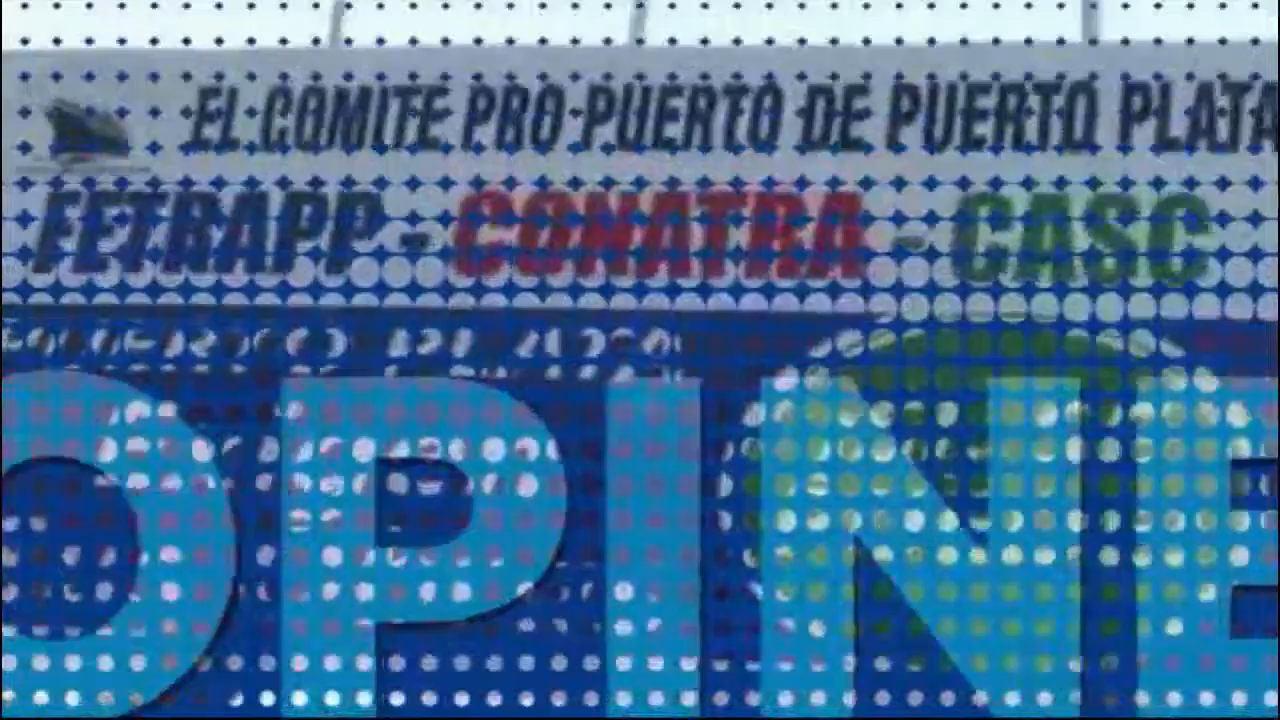 EL COMITE PRO-PUERTO DE PUERTO PLATA
FETRAPP - CONATRA - CASC
OPINE